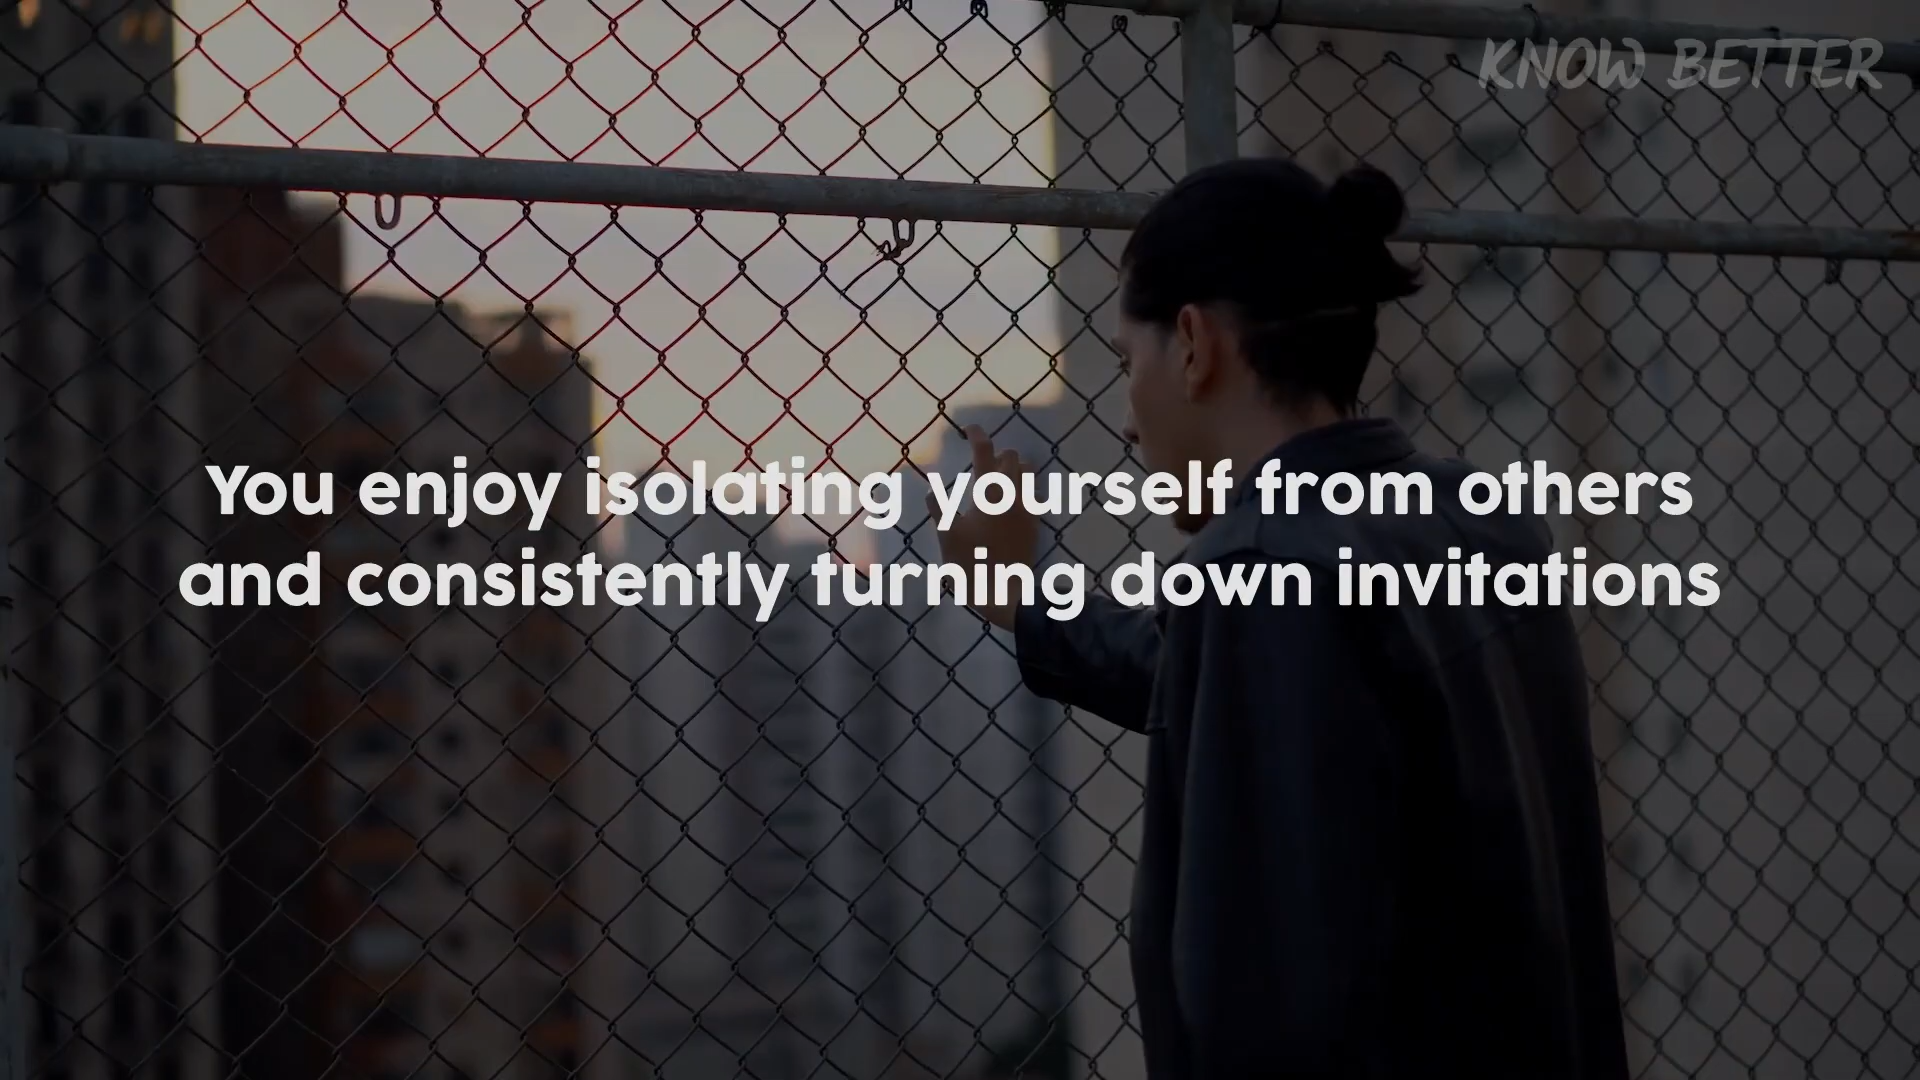 KNOW BETTER
You enjoy isolating yourself from others
and consistently turning down invitations